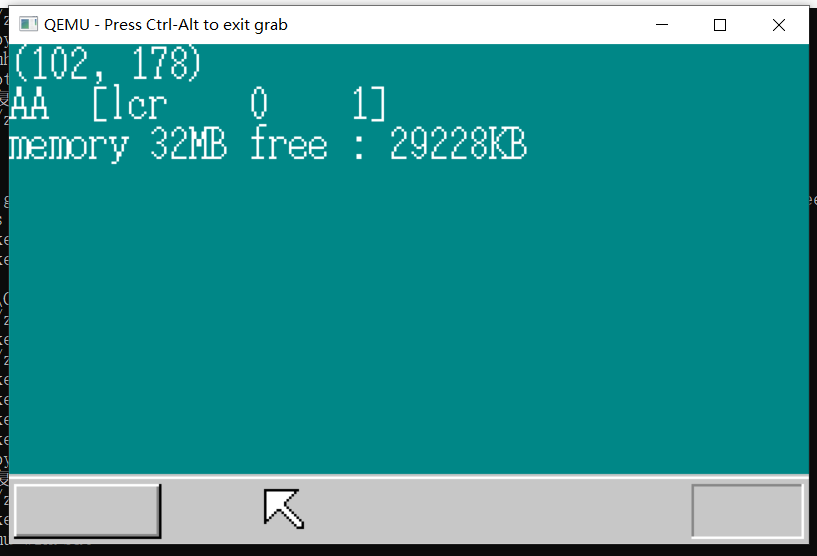 QEMU - Press Ctrl-Alt to exit grab
(102, 178)
AA [lcr 0 1]
memory 32MB free : 29228KB